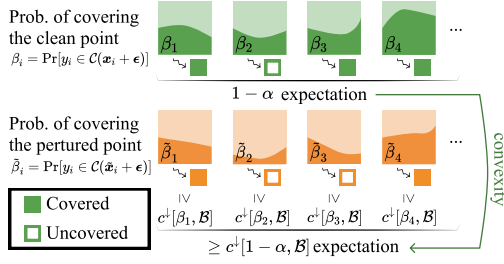 Prob. of covering
the clean point
βᵢ = Pr[yᵢ ∈ 𝒞(𝒙ᵢ + ϵ)]
β₁ β₂ β₃ β₄ ...
1 − α expectation
Prob. of covering
the pertured point
β̃ᵢ = Pr[yᵢ ∈ 𝒞(𝒙̃ᵢ + ϵ)]
β̃₁ β̃₂ β̃₃ β̃₄ ...
convexity
≥ ≥ ≥ ≥
c↓[β₁, ℬ] c↓[β₂, ℬ] c↓[β₃, ℬ] c↓[β₄, ℬ]
≥ c↓[1 − α, ℬ] expectation
Covered
Uncovered